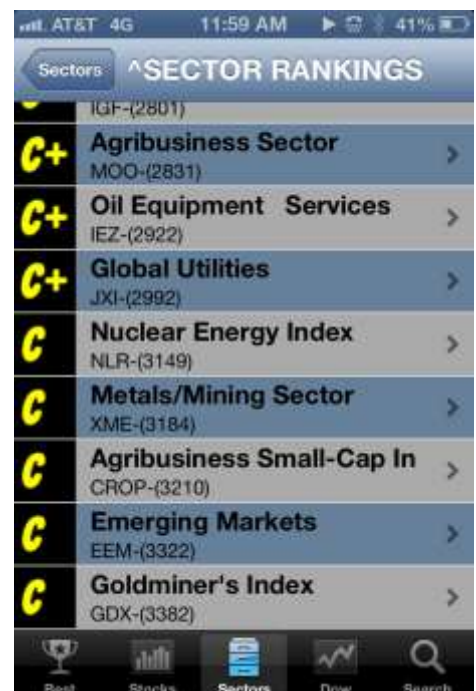 AT&T 4G 11:59 AM 41%
Sectors ^SECTOR RANKINGS
IGF-(2801)
C+ Agribusiness Sector
MOO-(2831)
C+ Oil Equipment Services
IEZ-(2922)
C+ Global Utilities
JXI-(2992)
C Nuclear Energy Index
NLR-(3149)
C Metals/Mining Sector
XME-(3184)
C Agribusiness Small-Cap In
CROP-(3210)
C Emerging Markets
EEM-(3322)
C Goldminer's Index
GDX-(3382)
Best Stocks Sectors Dow Search